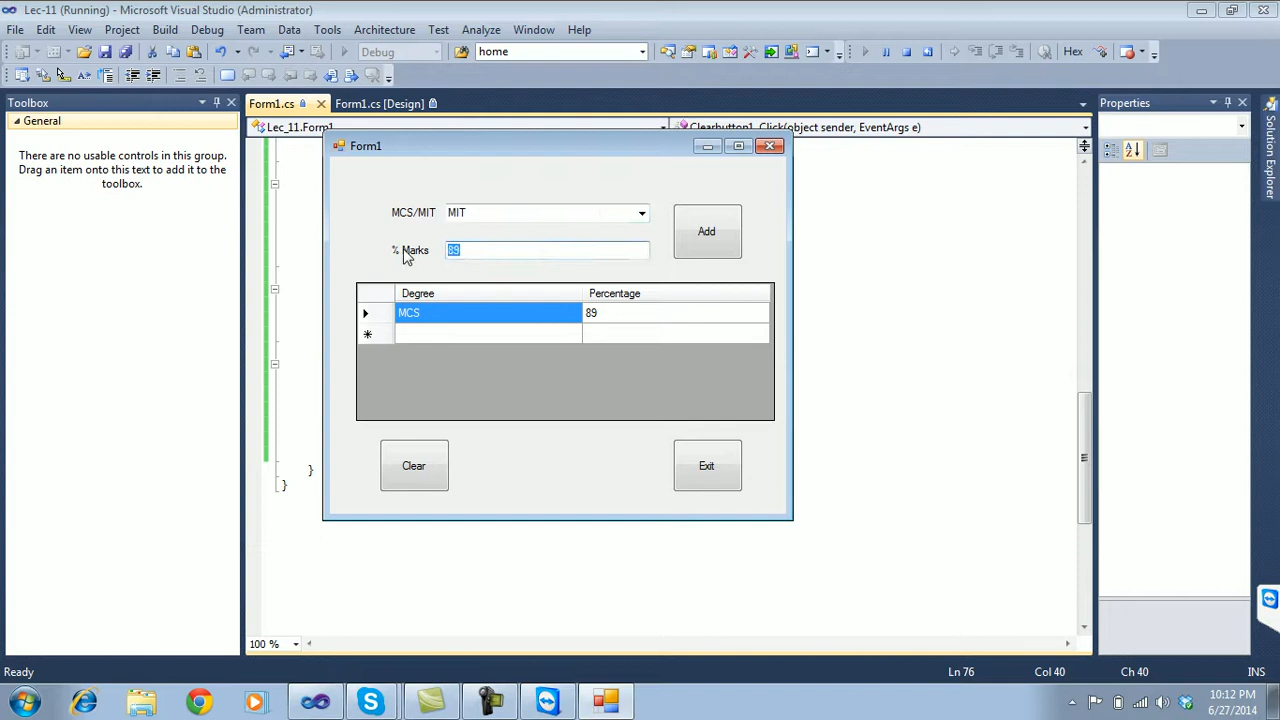 Lec-11 (Running) - Microsoft Visual Studio (Administrator)
File Edit View Project Build Debug Team Data Tools Architecture Test Analyze Window Help
Debug home Hex
Toolbox
General
There are no usable controls in this group. Drag an item onto this text to add it to the toolbox.
Form1.cs Form1.cs [Design]
Lec_11.Form1 Clearbutton1_Click(object sender, EventArgs e)
Form1
MCS/MIT MIT
Add
% Marks 89
Degree Percentage
MCS 89
Clear Exit
}
}
Properties
Solution Explorer
100 %
Ready Ln 76 Col 40 Ch 40 INS
10:12 PM
6/27/2014